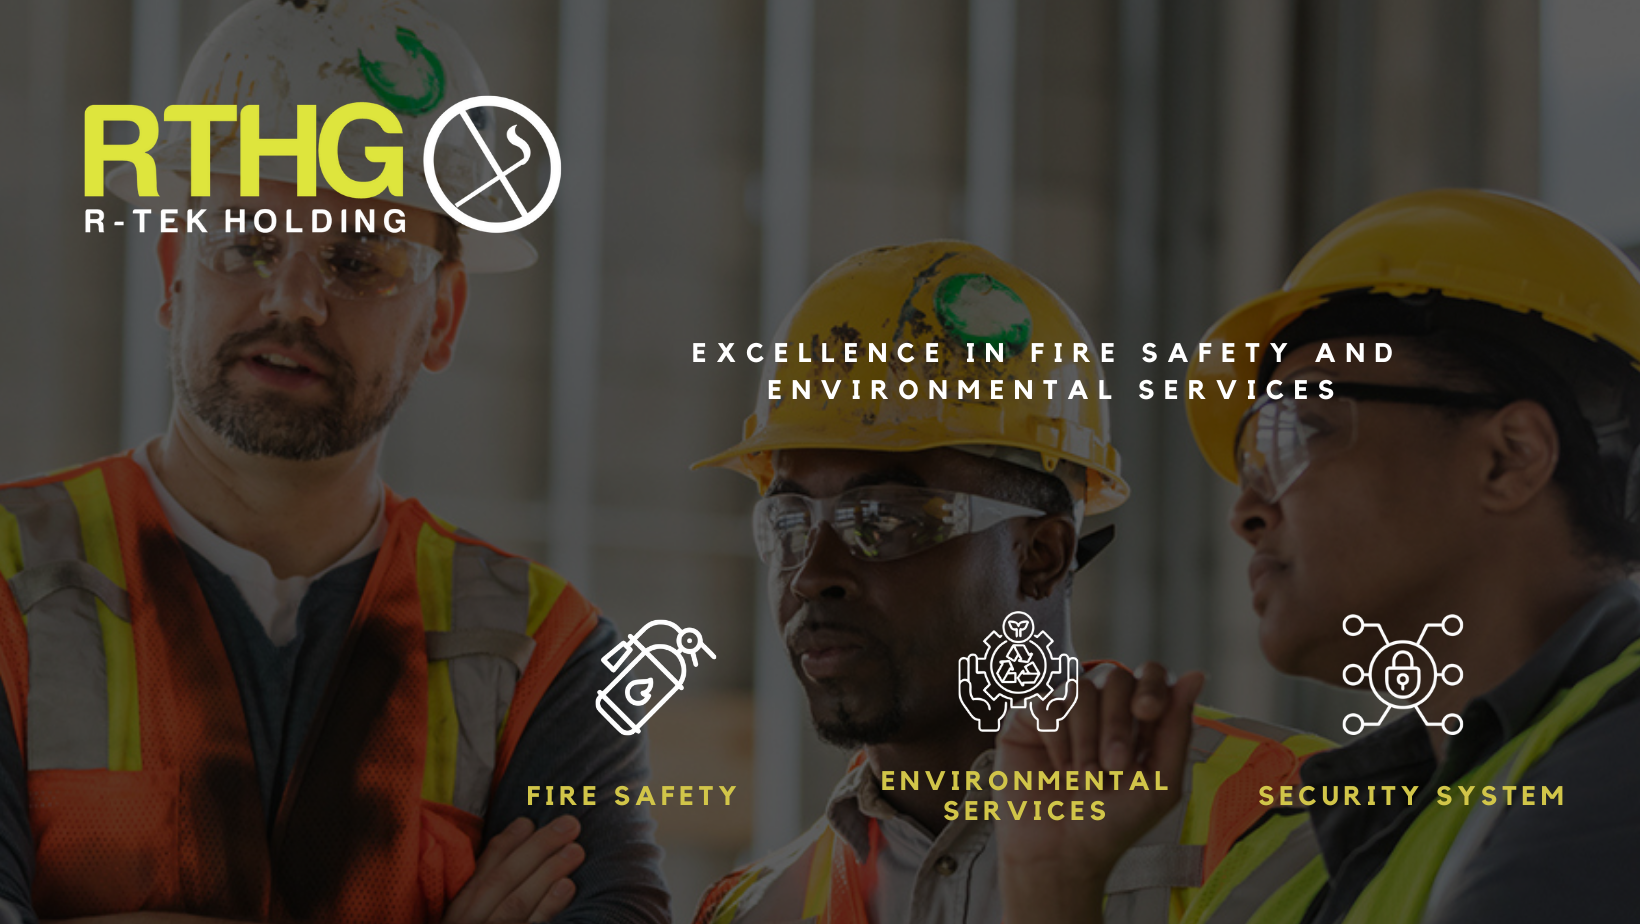 RTHG
R-TEK HOLDING
EXCELLENCE IN FIRE SAFETY AND
ENVIRONMENTAL SERVICES
FIRE SAFETY
ENVIRONMENTAL
SERVICES
SECURITY SYSTEM